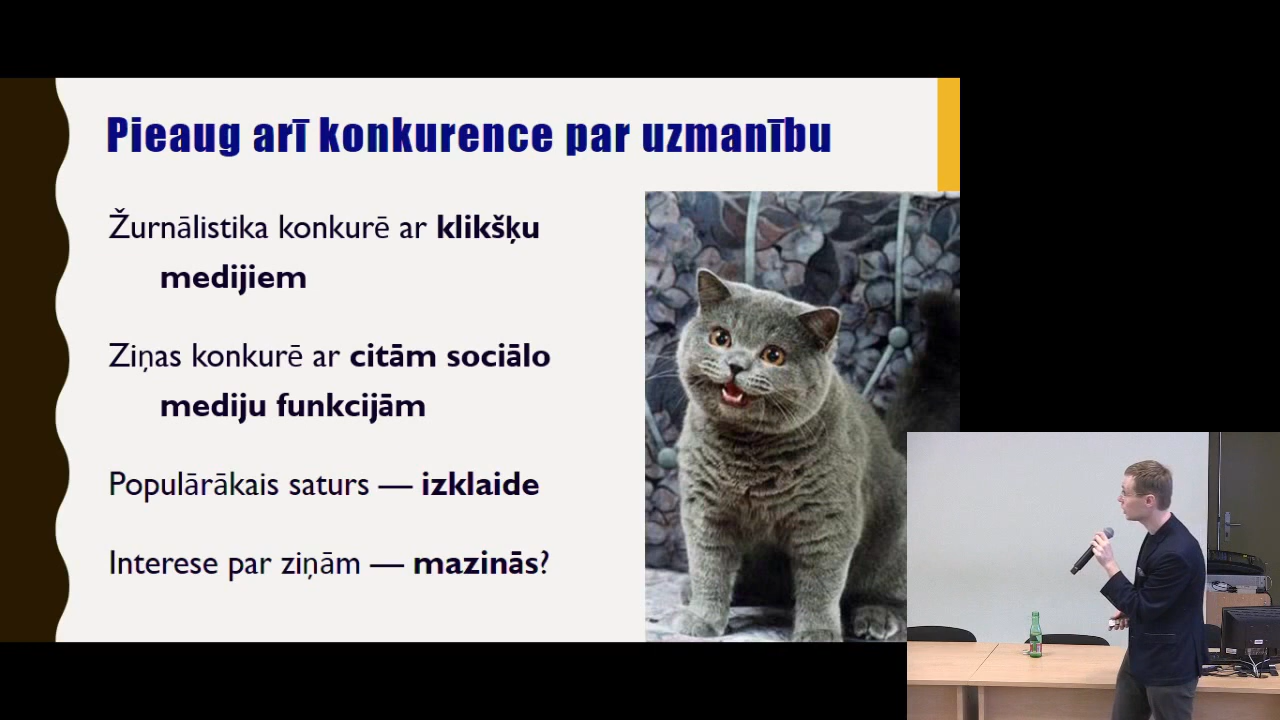 Pieaug arī konkurence par uzmanību
Žurnālistika konkurē ar klikšķu
medijiem
Ziņas konkurē ar citām sociālo
mediju funkcijām
Populārākais saturs — izklaide
Interese par ziņām — mazinās?